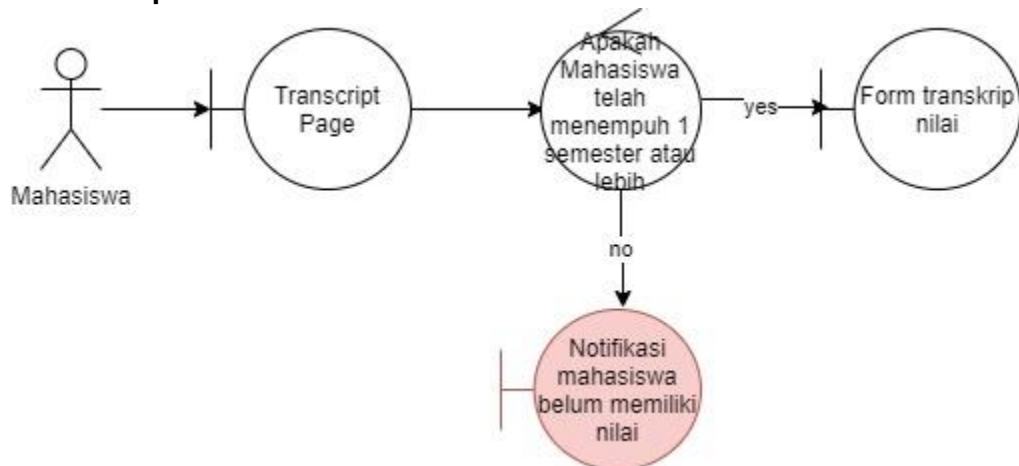 Mahasiswa
Transcript
Page
Apakah
Mahasiswa
telah
menempuh 1
semester atau
lebih
yes
Form transkrip
nilai
no
Notifikasi
mahasiswa
belum memiliki
nilai